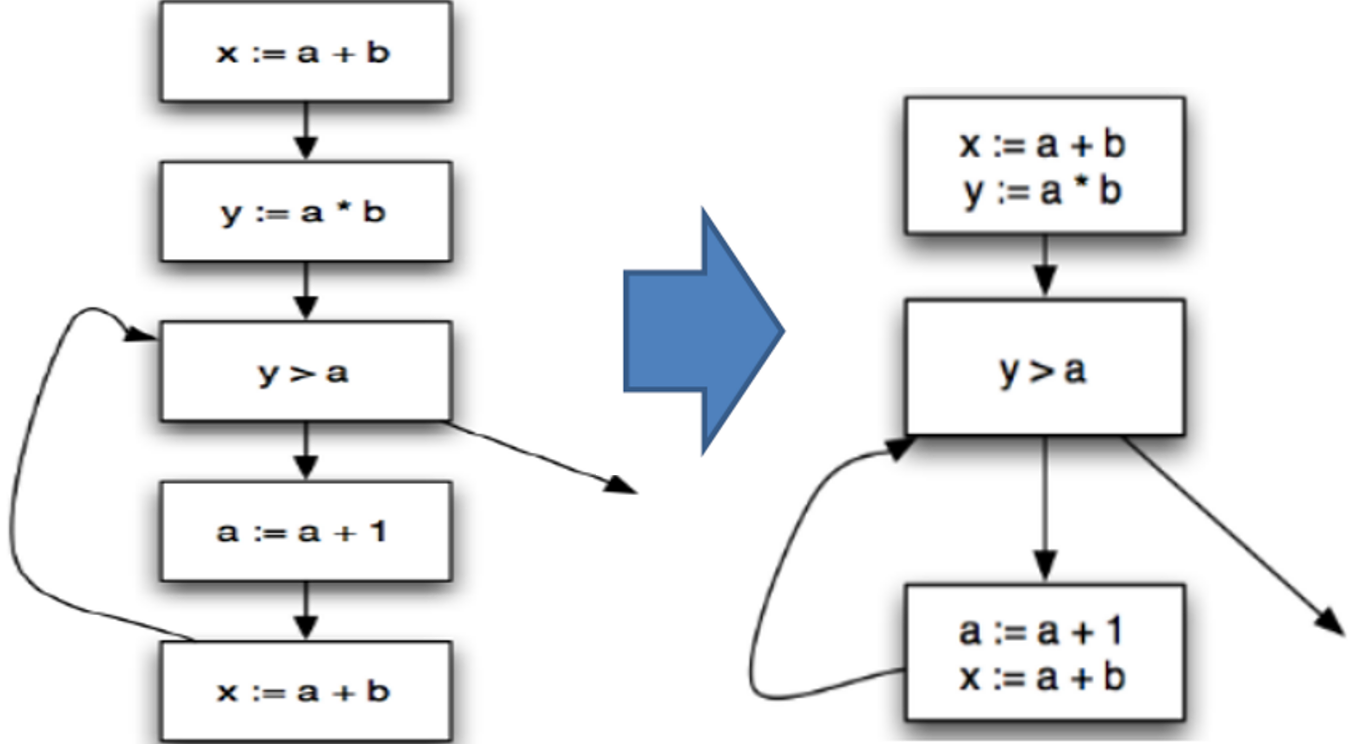 x := a + b
y := a * b
y > a
a := a + 1
x := a + b
x := a + b
y := a * b
y > a
a := a + 1
x := a + b